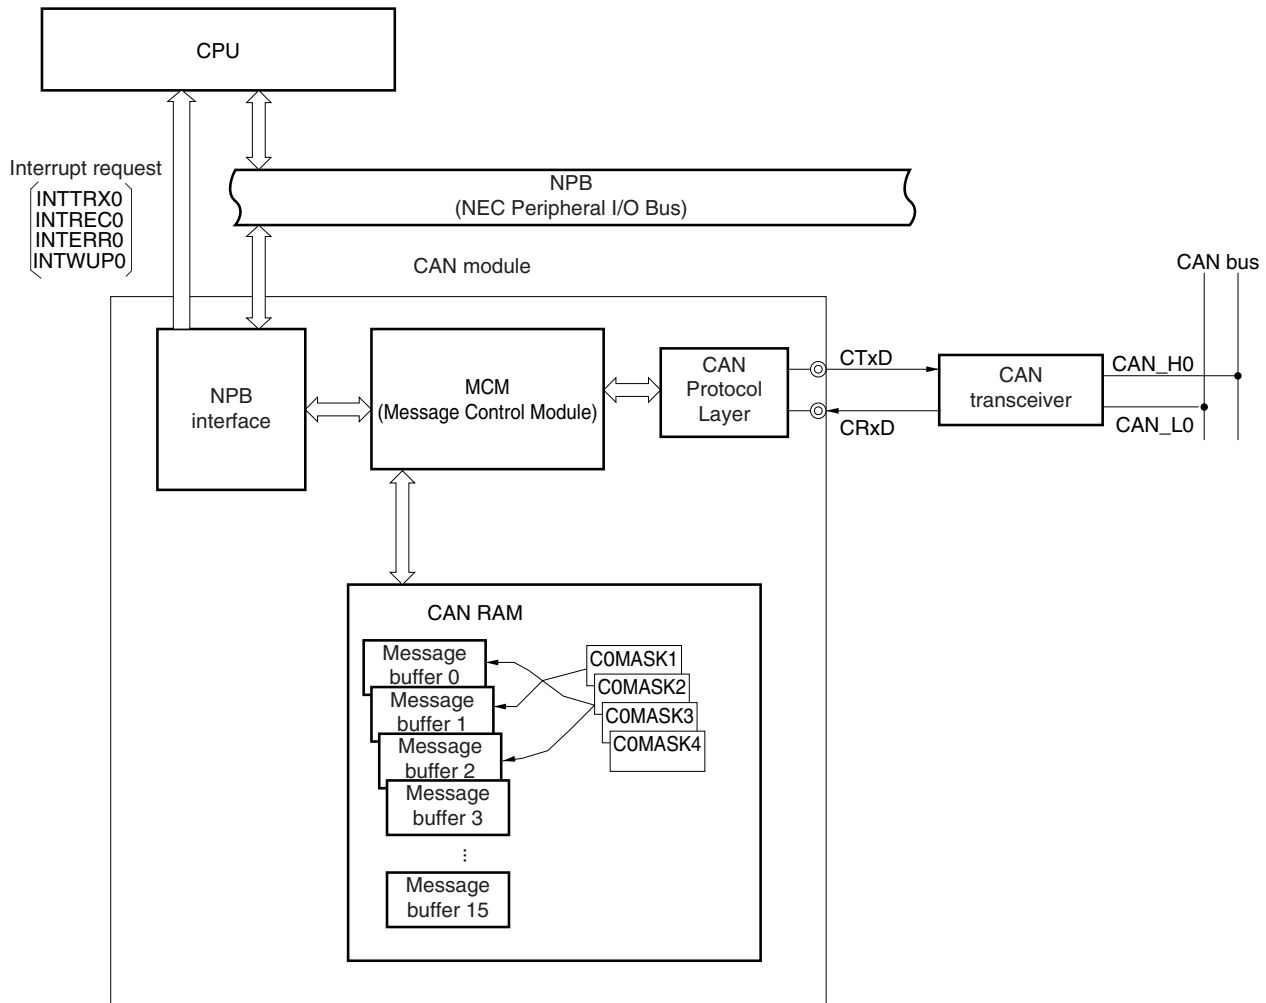 CPU
Interrupt request
INTTRX0
INTREC0
INTERR0
INTWUP0
NPB
(NEC Peripheral I/O Bus)
CAN module
CAN bus
NPB
interface
MCM
(Message Control Module)
CAN
Protocol
Layer
CTxD
CRxD
CAN
transceiver
CAN_H0
CAN_L0
CAN RAM
Message
buffer 0
Message
buffer 1
Message
buffer 2
Message
buffer 3
...
Message
buffer 15
C0MASK1
C0MASK2
C0MASK3
C0MASK4